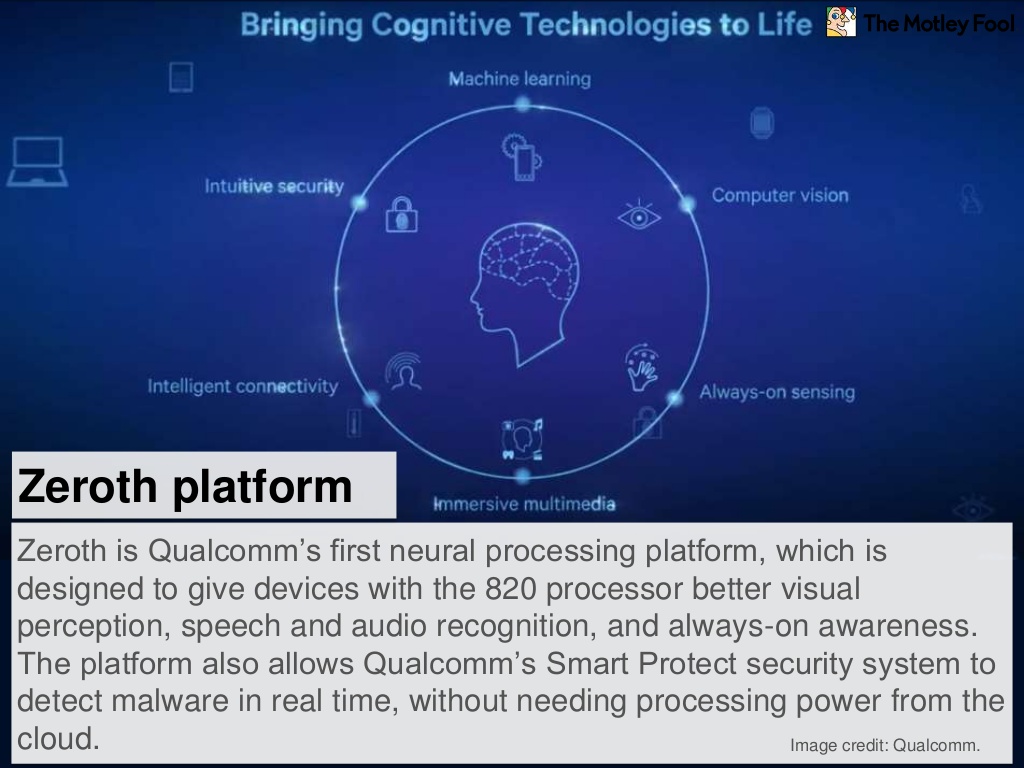 Bringing Cognitive Technologies to Life
The Motley Fool
Machine learning
Intuitive security
Computer vision
Intelligent connectivity
Always-on sensing
Immersive multimedia
Zeroth platform
Zeroth is Qualcomm’s first neural processing platform, which is
designed to give devices with the 820 processor better visual
perception, speech and audio recognition, and always-on awareness.
The platform also allows Qualcomm’s Smart Protect security system to
detect malware in real time, without needing processing power from the
cloud.
Image credit: Qualcomm.